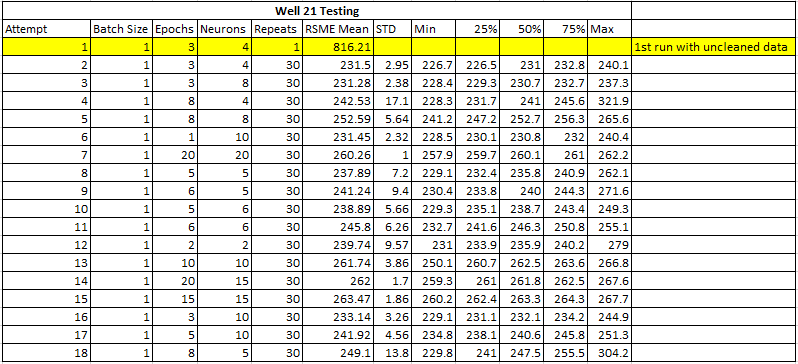 Well 21 Testing
Attempt Batch Size Epochs Neurons Repeats RSME Mean STD Min 25% 50% 75% Max
1 1 3 4 1 816.21 1st run with uncleaned data
2 1 3 4 30 231.5 2.95 226.7 226.5 231 232.8 240.1
3 1 3 8 30 231.28 2.38 228.4 229.3 230.7 232.7 237.3
4 1 8 4 30 242.53 17.1 228.3 231.7 241 245.6 321.9
5 1 8 8 30 252.59 5.64 241.2 247.2 252.7 256.3 265.6
6 1 1 10 30 231.45 2.32 228.5 230.1 230.8 232 240.4
7 1 20 20 30 260.26 1 257.9 259.7 260.1 261 262.2
8 1 5 5 30 237.89 7.2 229.1 232.4 235.8 240.9 262.1
9 1 6 5 30 241.24 9.4 230.4 233.8 240 244.3 271.6
10 1 5 6 30 238.89 5.66 229.3 235.1 238.7 243.4 249.3
11 1 6 6 30 245.8 6.26 232.7 241.6 246.3 250.8 255.1
12 1 2 2 30 239.74 9.57 231 233.9 235.9 240.2 279
13 1 10 10 30 261.74 3.86 250.1 260.7 262.5 263.6 266.8
14 1 20 15 30 262 1.7 259.3 261 261.8 262.5 267.6
15 1 15 15 30 263.47 1.86 260.2 262.4 263.3 264.3 267.7
16 1 3 10 30 233.14 3.26 229.1 231.1 232.1 234.2 244.9
17 1 5 10 30 241.92 4.56 234.8 238.1 240.6 245.8 251.3
18 1 8 5 30 249.1 13.8 229.8 241 247.5 255.5 304.2